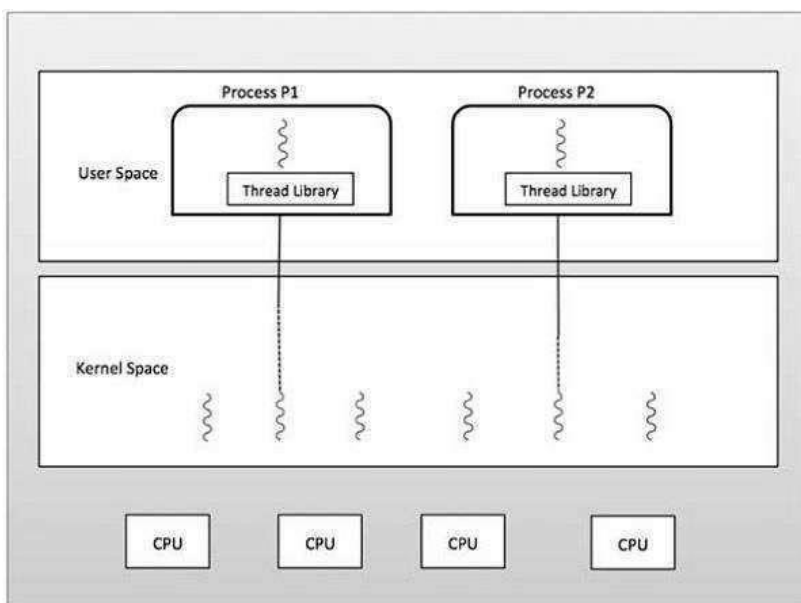 Process P1
Process P2
User Space
Thread Library
Thread Library
Kernel Space
CPU
CPU
CPU
CPU